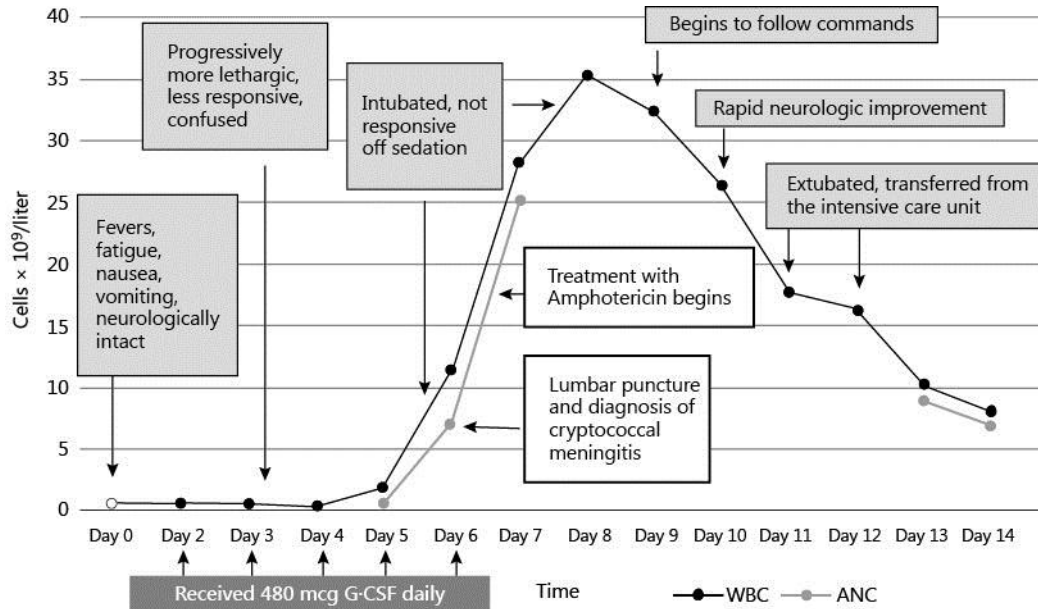 40
35
30
25
20
15
10
5
0
Cells × 10⁹/liter
Fevers,
fatigue,
nausea,
vomiting,
neurologically
intact
Progressively
more lethargic,
less responsive,
confused
Intubated, not
responsive
off sedation
Begins to follow commands
Rapid neurologic improvement
Extubated, transferred from
the intensive care unit
Treatment with
Amphotericin begins
Lumbar puncture
and diagnosis of
cryptococcal
meningitis
Day 0 Day 2 Day 3 Day 4 Day 5 Day 6 Day 7 Day 8 Day 9 Day 10 Day 11 Day 12 Day 13 Day 14
Received 480 mcg G-CSF daily
Time
WBC ANC